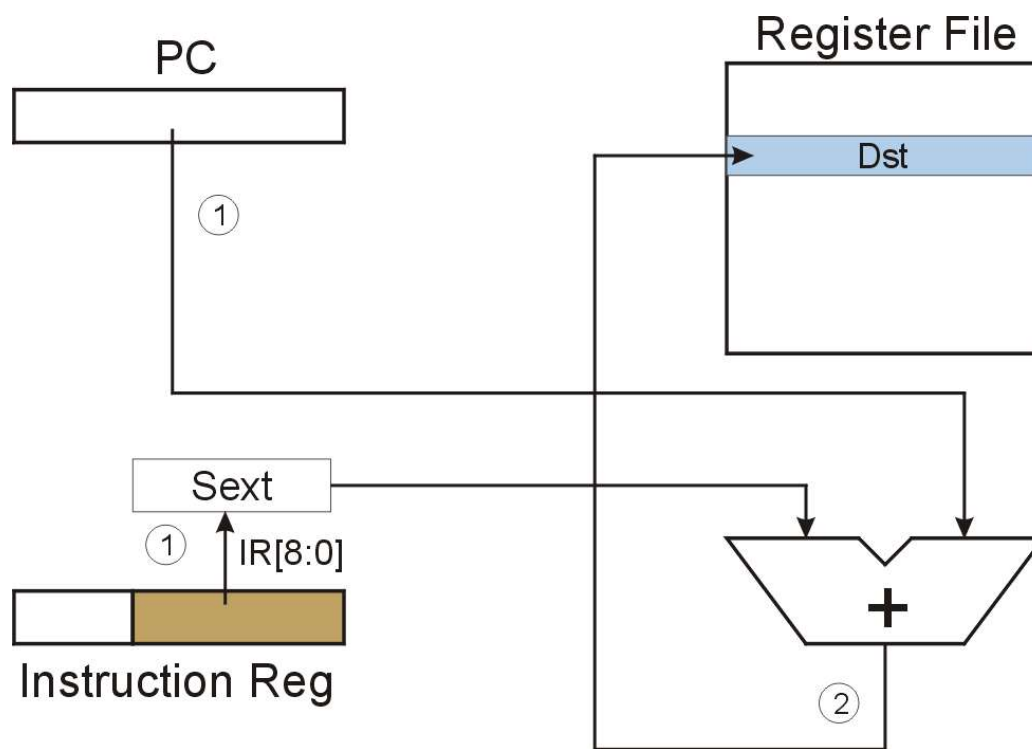 PC
Register File
Dst
1
Sext
1
IR[8:0]
+
Instruction Reg
2